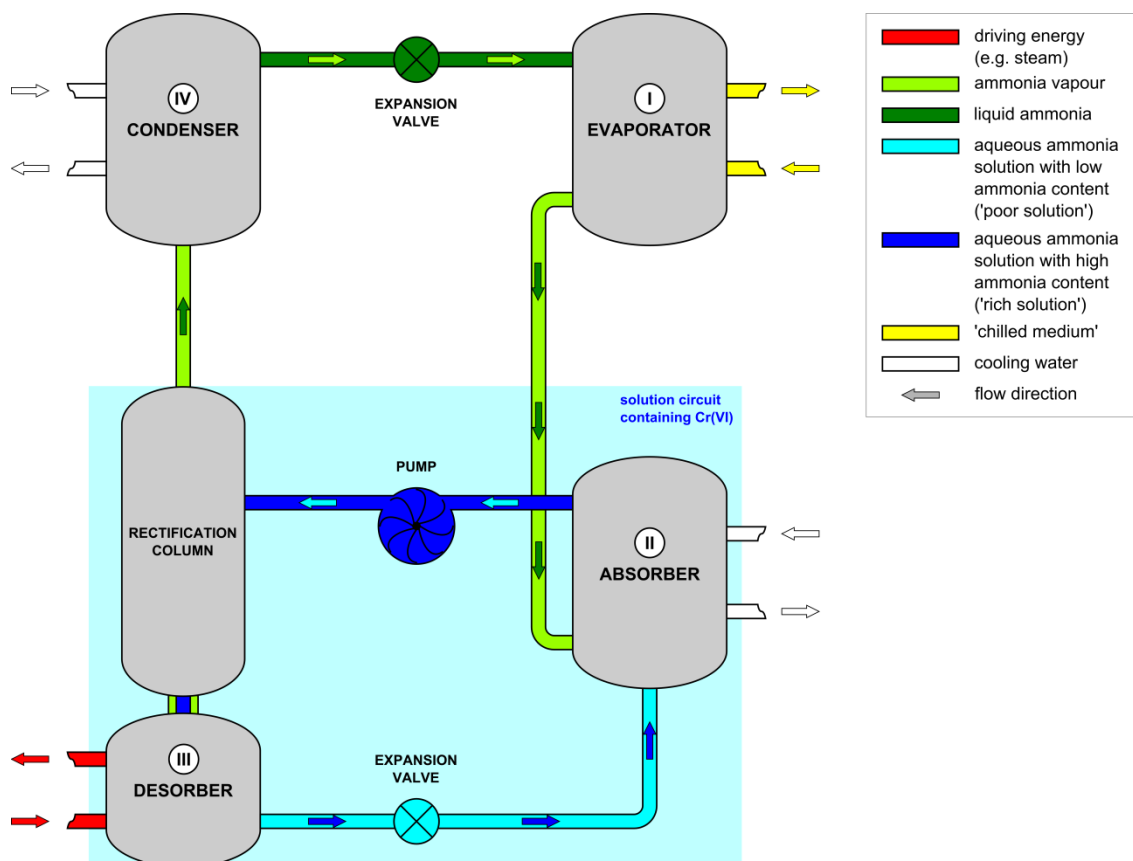 IV
CONDENSER
EXPANSION
VALVE
I
EVAPORATOR
driving energy
(e.g. steam)
ammonia vapour
liquid ammonia
aqueous ammonia
solution with low
ammonia content
('poor solution')
aqueous ammonia
solution with high
ammonia content
('rich solution')
'chilled medium'
cooling water
flow direction
solution circuit
containing Cr(VI)
PUMP
RECTIFICATION
COLUMN
II
ABSORBER
III
DESORBER
EXPANSION
VALVE